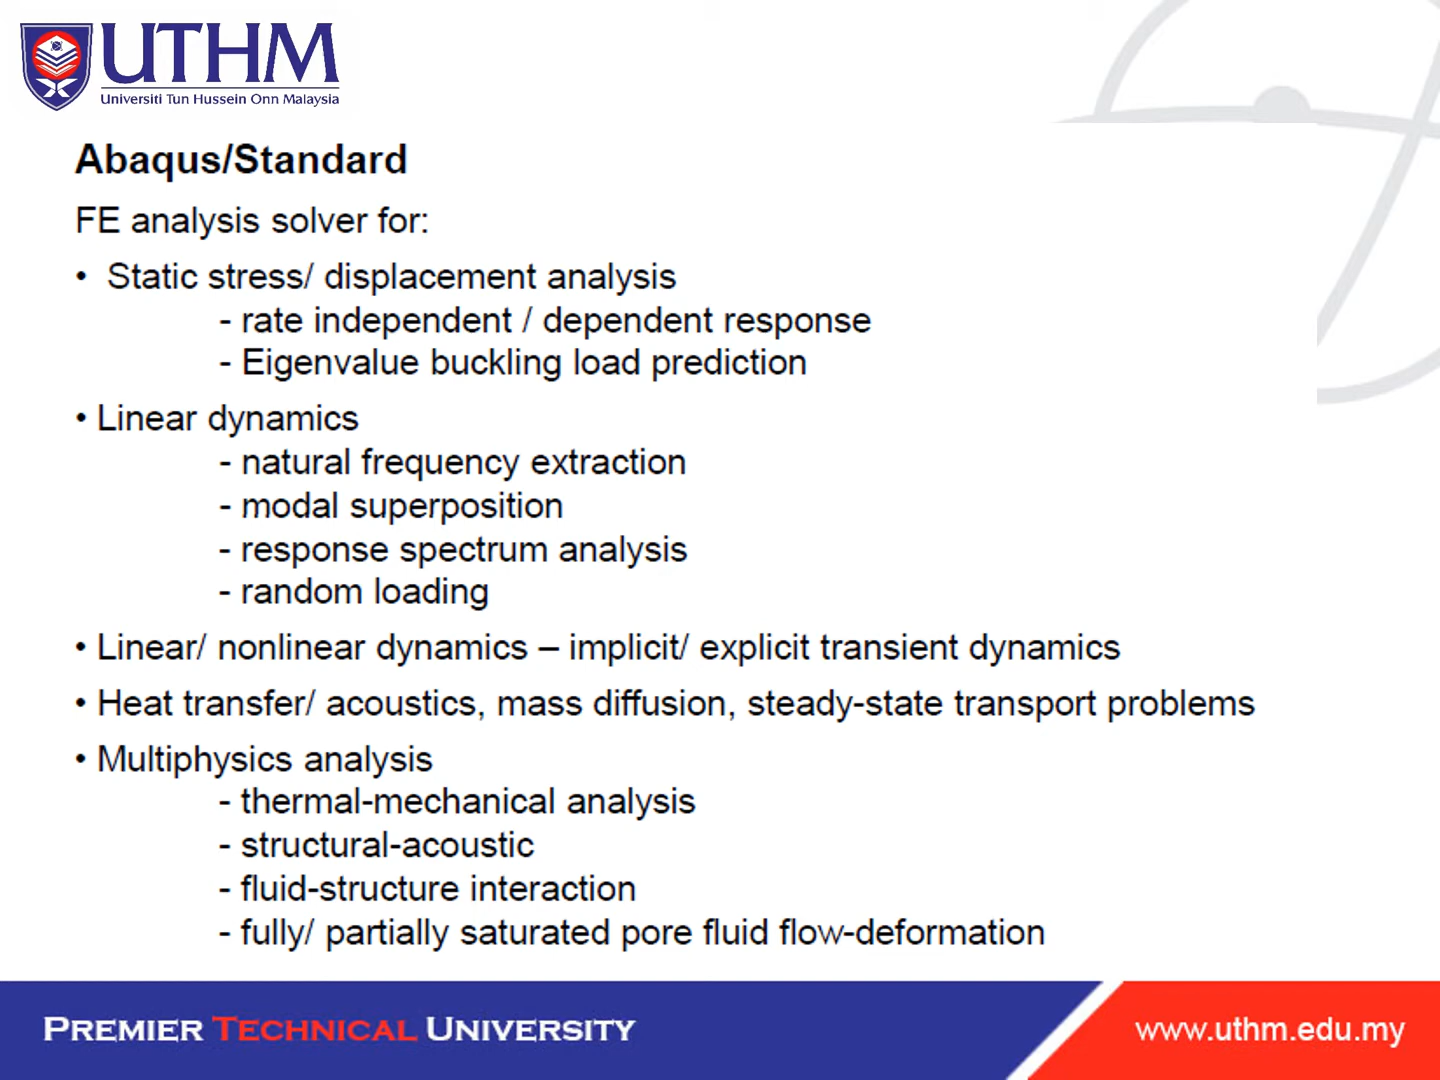 UTHM
Universiti Tun Hussein Onn Malaysia
Abaqus/Standard
FE analysis solver for:
• Static stress/ displacement analysis
- rate independent / dependent response
- Eigenvalue buckling load prediction
• Linear dynamics
- natural frequency extraction
- modal superposition
- response spectrum analysis
- random loading
• Linear/ nonlinear dynamics – implicit/ explicit transient dynamics
• Heat transfer/ acoustics, mass diffusion, steady-state transport problems
• Multiphysics analysis
- thermal-mechanical analysis
- structural-acoustic
- fluid-structure interaction
- fully/ partially saturated pore fluid flow-deformation
PREMIER TECHNICAL UNIVERSITY
www.uthm.edu.my